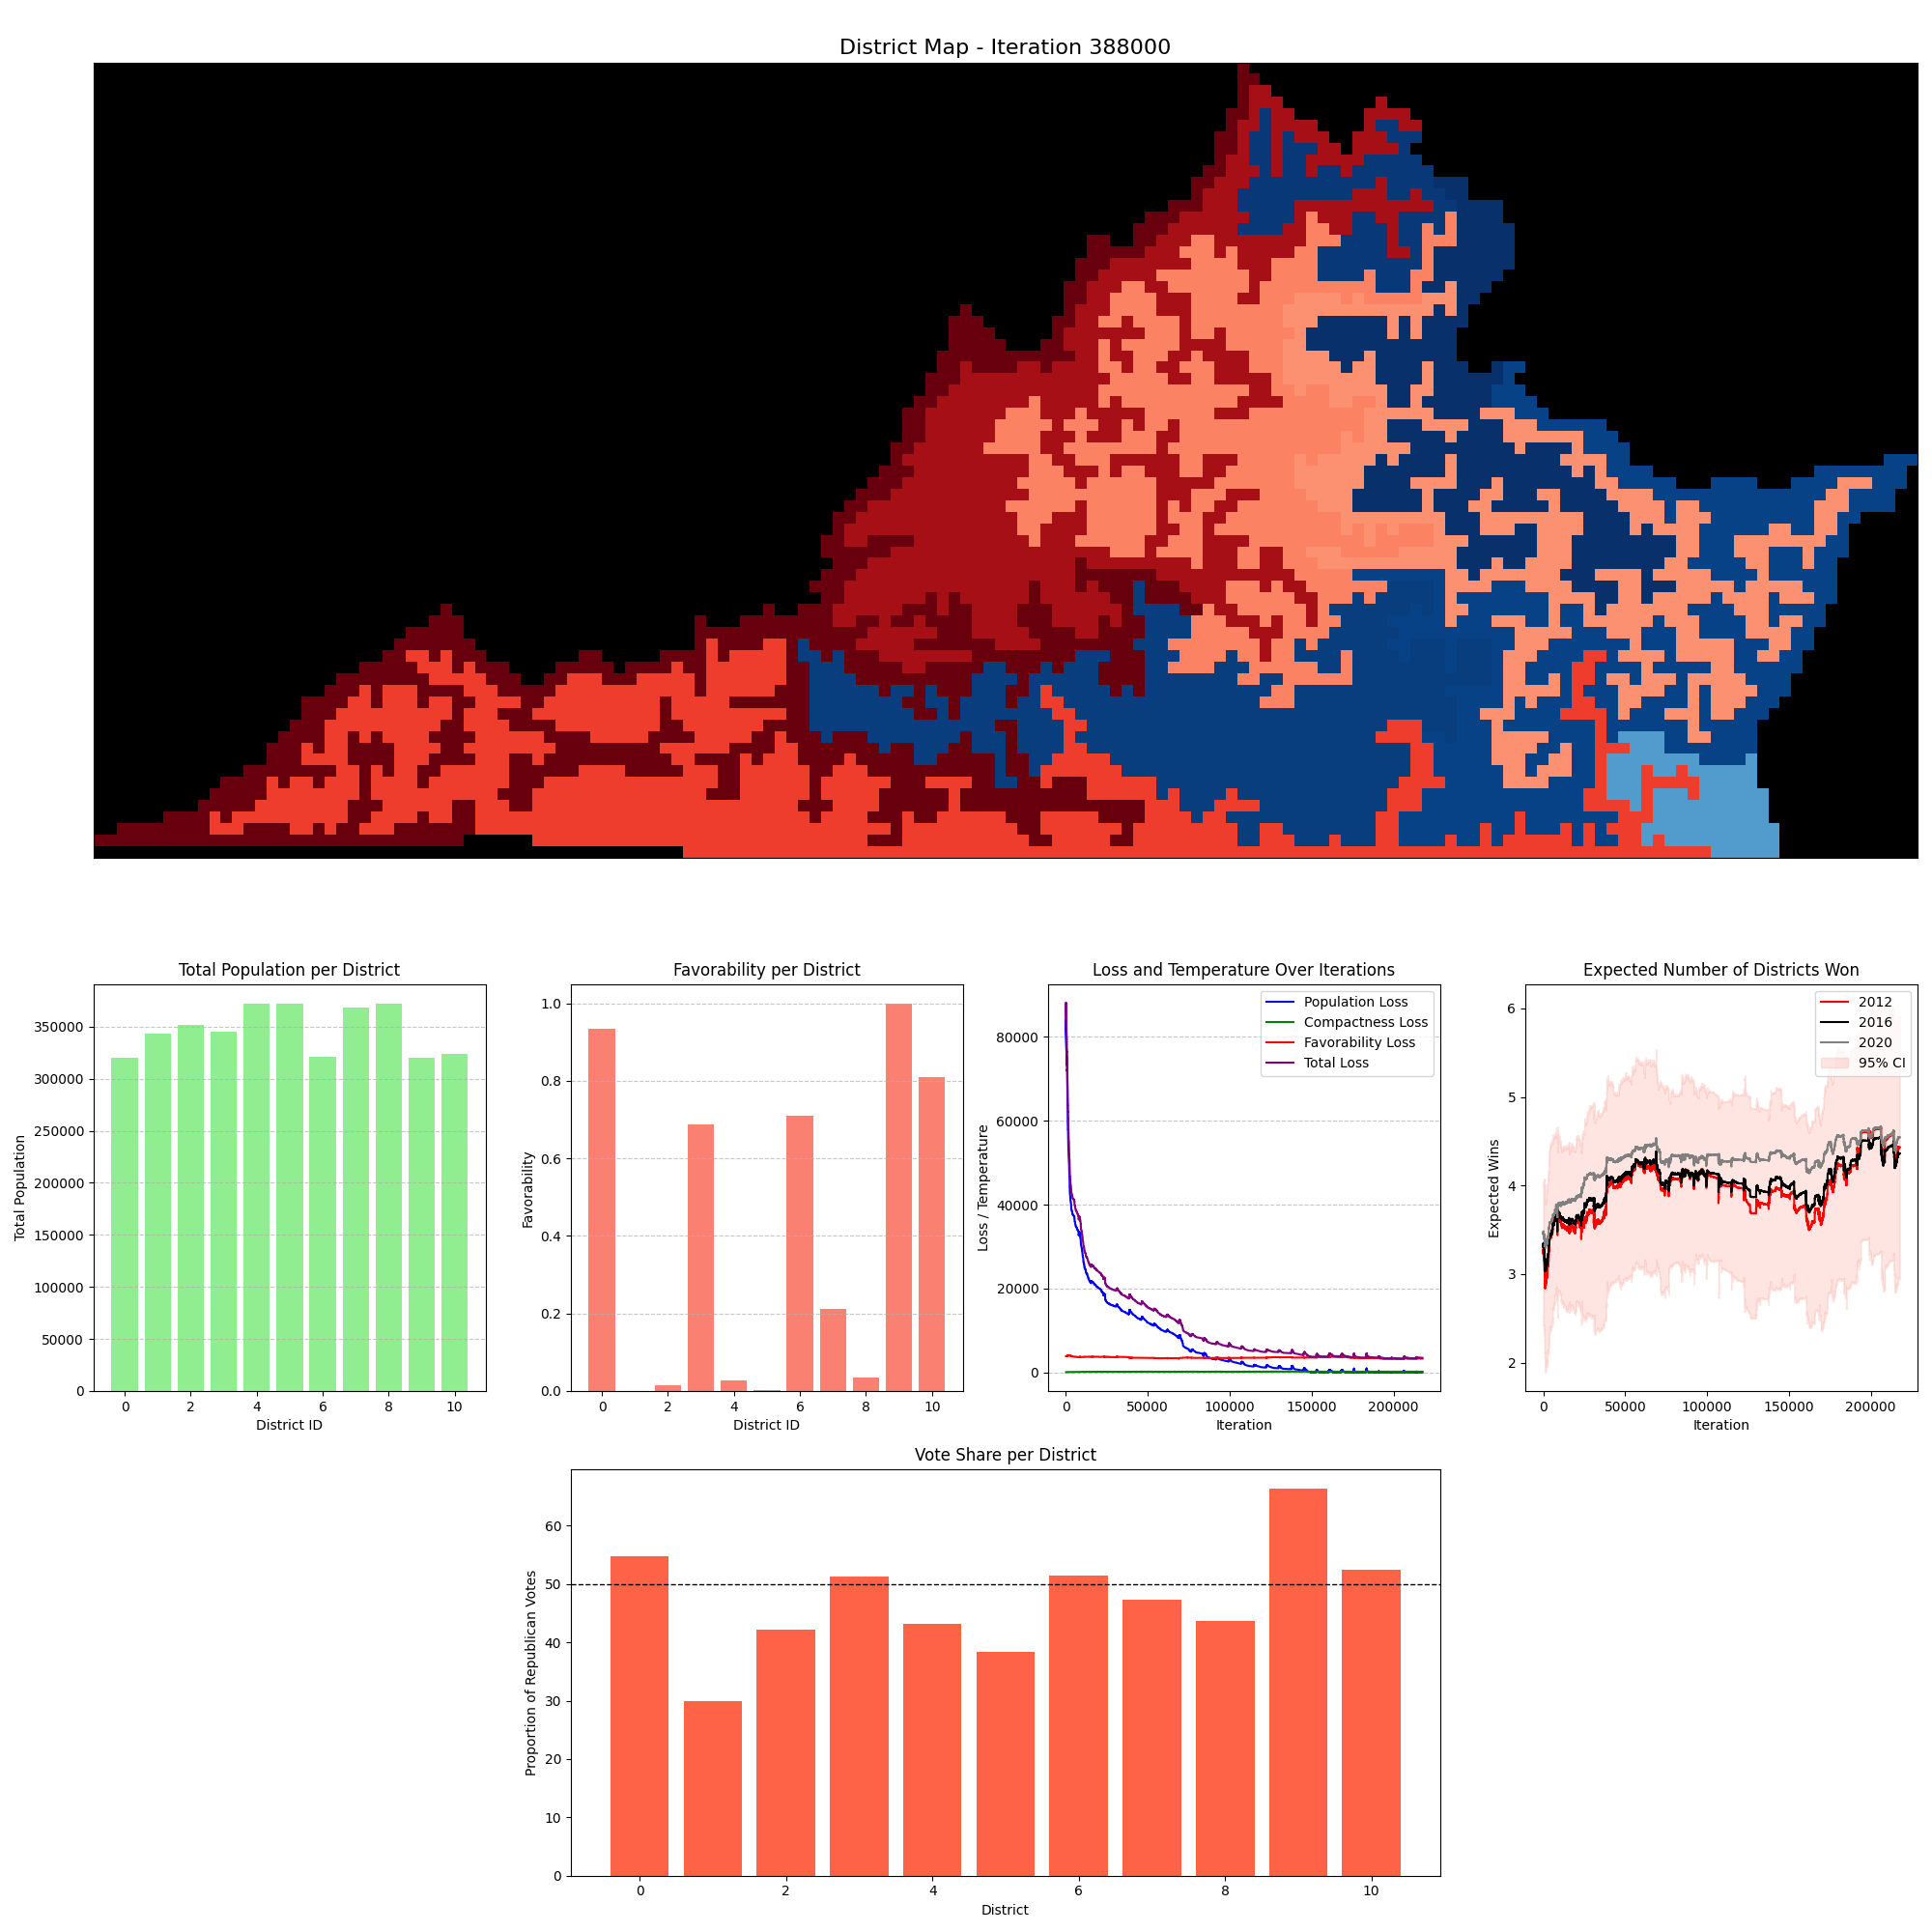 District Map - Iteration 388000
Total Population per District
Total Population
0
50000
100000
150000
200000
250000
300000
350000
0 2 4 6 8 10
District ID
Favorability per District
Favorability
0.0
0.2
0.4
0.6
0.8
1.0
0 2 4 6 8 10
District ID
Loss and Temperature Over Iterations
Loss / Temperature
0
20000
40000
60000
80000
Population Loss
Compactness Loss
Favorability Loss
Total Loss
0 50000 100000 150000 200000
Iteration
Expected Number of Districts Won
Expected Wins
2
3
4
5
6
2012
2016
2020
95% CI
0 50000 100000 150000 200000
Iteration
Vote Share per District
Proportion of Republican Votes
0
10
20
30
40
50
60
0 2 4 6 8 10
District